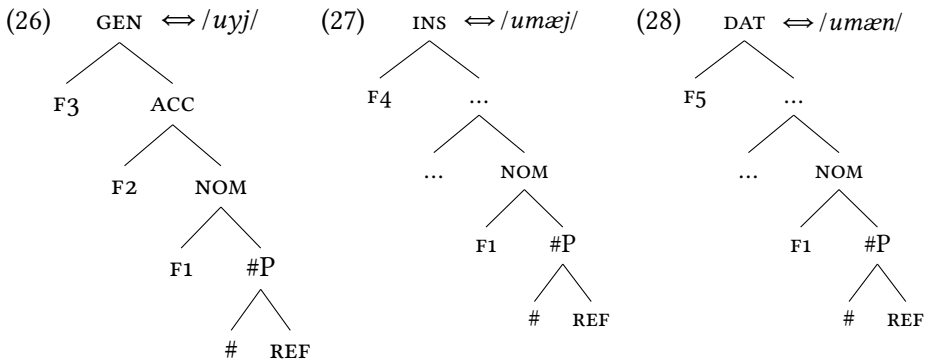 (26) GEN ⇔ /uyj/ (27) INS ⇔ /umæj/ (28) DAT ⇔ /umæn/
F3 ACC F4 ... F5 ...
F2 NOM ... NOM ... NOM
F1 #P F1 #P F1 #P
# REF # REF # REF